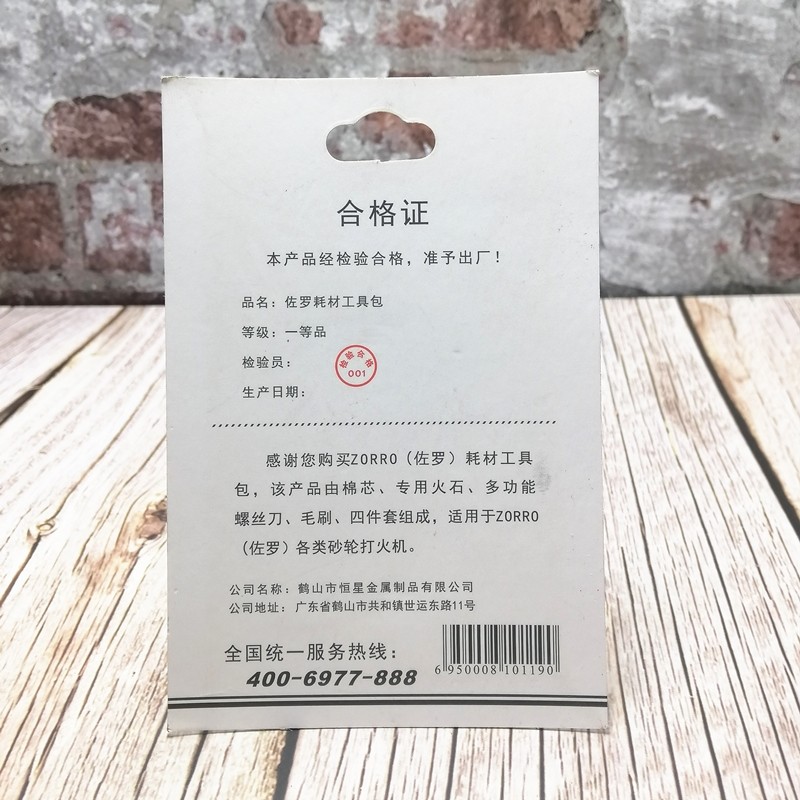 合格证
本产品经检验合格，准予出厂！
品名：佐罗耗材工具包
等级：一等品
检验员：
检验合格
001
生产日期：
感谢您购买ZORRO（佐罗）耗材工具
包，该产品由棉芯、专用火石、多功能
螺丝刀、毛刷、四件套组成，适用于ZORRO
（佐罗）各类砂轮打火机。
公司名称：鹤山市恒星金属制品有限公司
公司地址：广东省鹤山市共和镇世运东路11号
全国统一服务热线：
400-6977-888
6 950008 101190